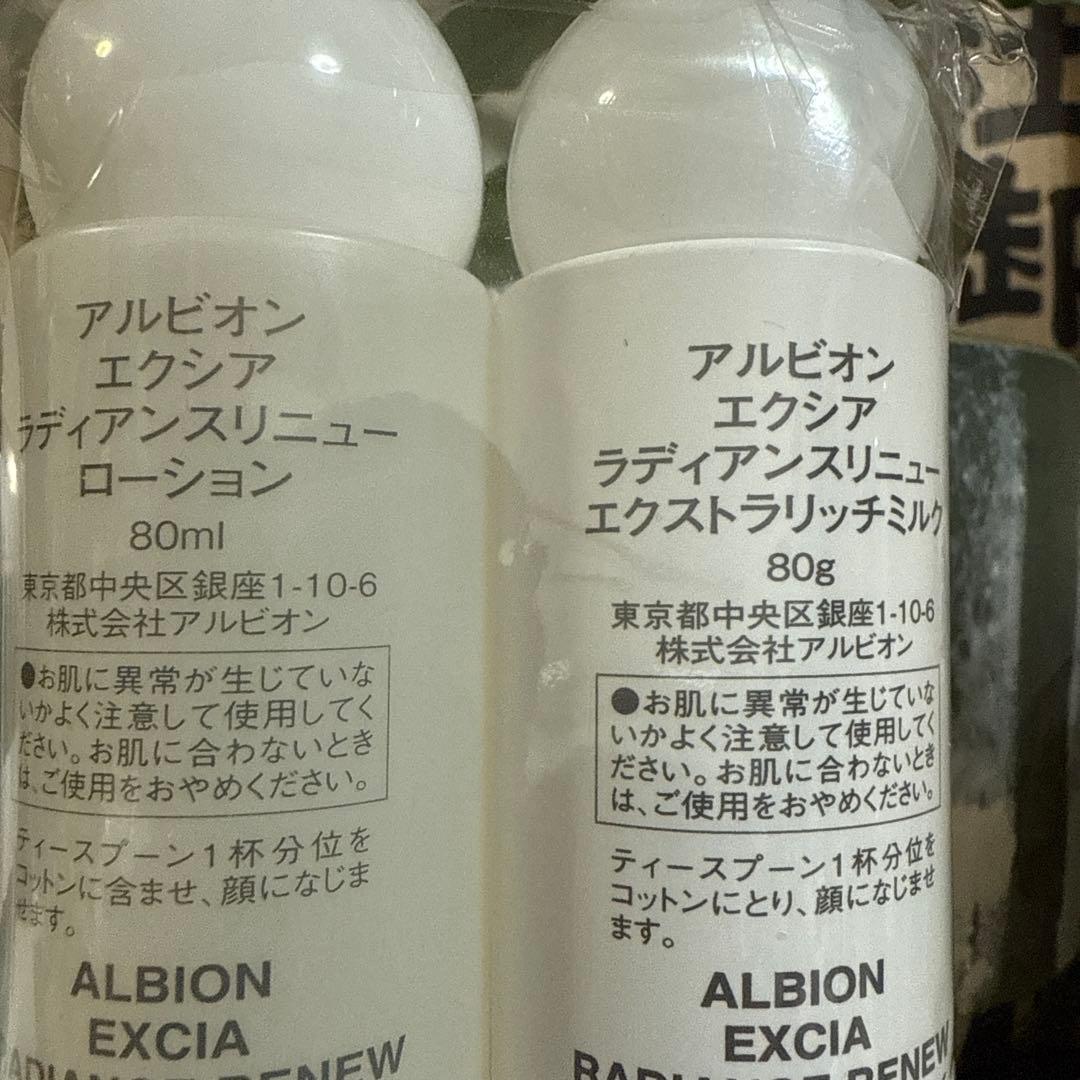 アルビオン
エクシア
ラディアンスリニュー
ローション
80ml
東京都中央区銀座1-10-6
株式会社アルビオン
●お肌に異常が生じていな
いかよく注意して使用してく
ださい。お肌に合わないとき
は、ご使用をおやめください。
ティースプーン1杯分位を
コットンに含ませ、顔になじま
せます。
ALBION
EXCIA
RADIANCE RENEW
アルビオン
エクシア
ラディアンスリニュー
エクストラリッチミルク
80g
東京都中央区銀座1-10-6
株式会社アルビオン
●お肌に異常が生じていな
いかよく注意して使用してく
ださい。お肌に合わないとき
は、ご使用をおやめください。
ティースプーン1杯分位を
コットンにとり、顔になじませ
ます。
ALBION
EXCIA
RADIANCE RENEW